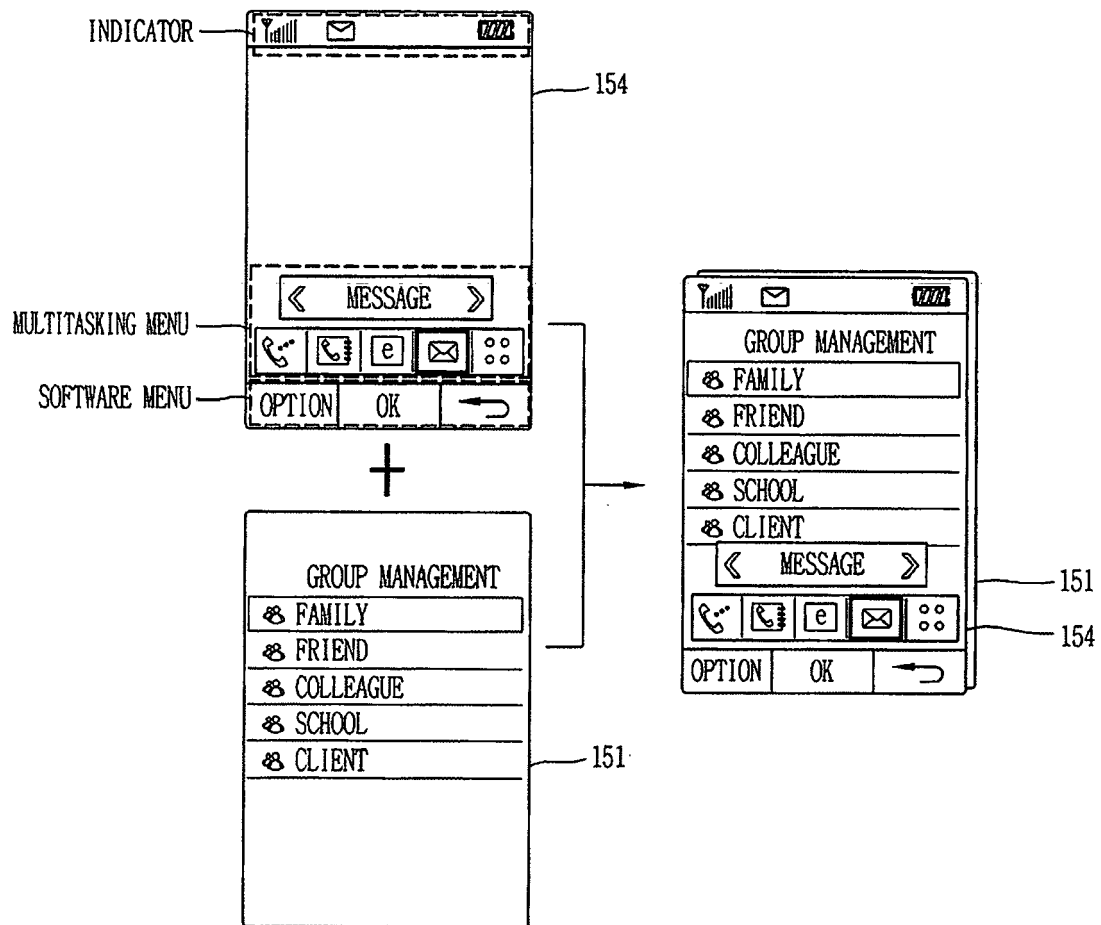 INDICATOR
154
« MESSAGE »
MULTITASKING MENU
e
SOFTWARE MENU
OPTION OK
+
GROUP MANAGEMENT
FAMILY
FRIEND
COLLEAGUE
SCHOOL
CLIENT
151
GROUP MANAGEMENT
FAMILY
FRIEND
COLLEAGUE
SCHOOL
CLIENT
« MESSAGE »
151
e
154
OPTION OK